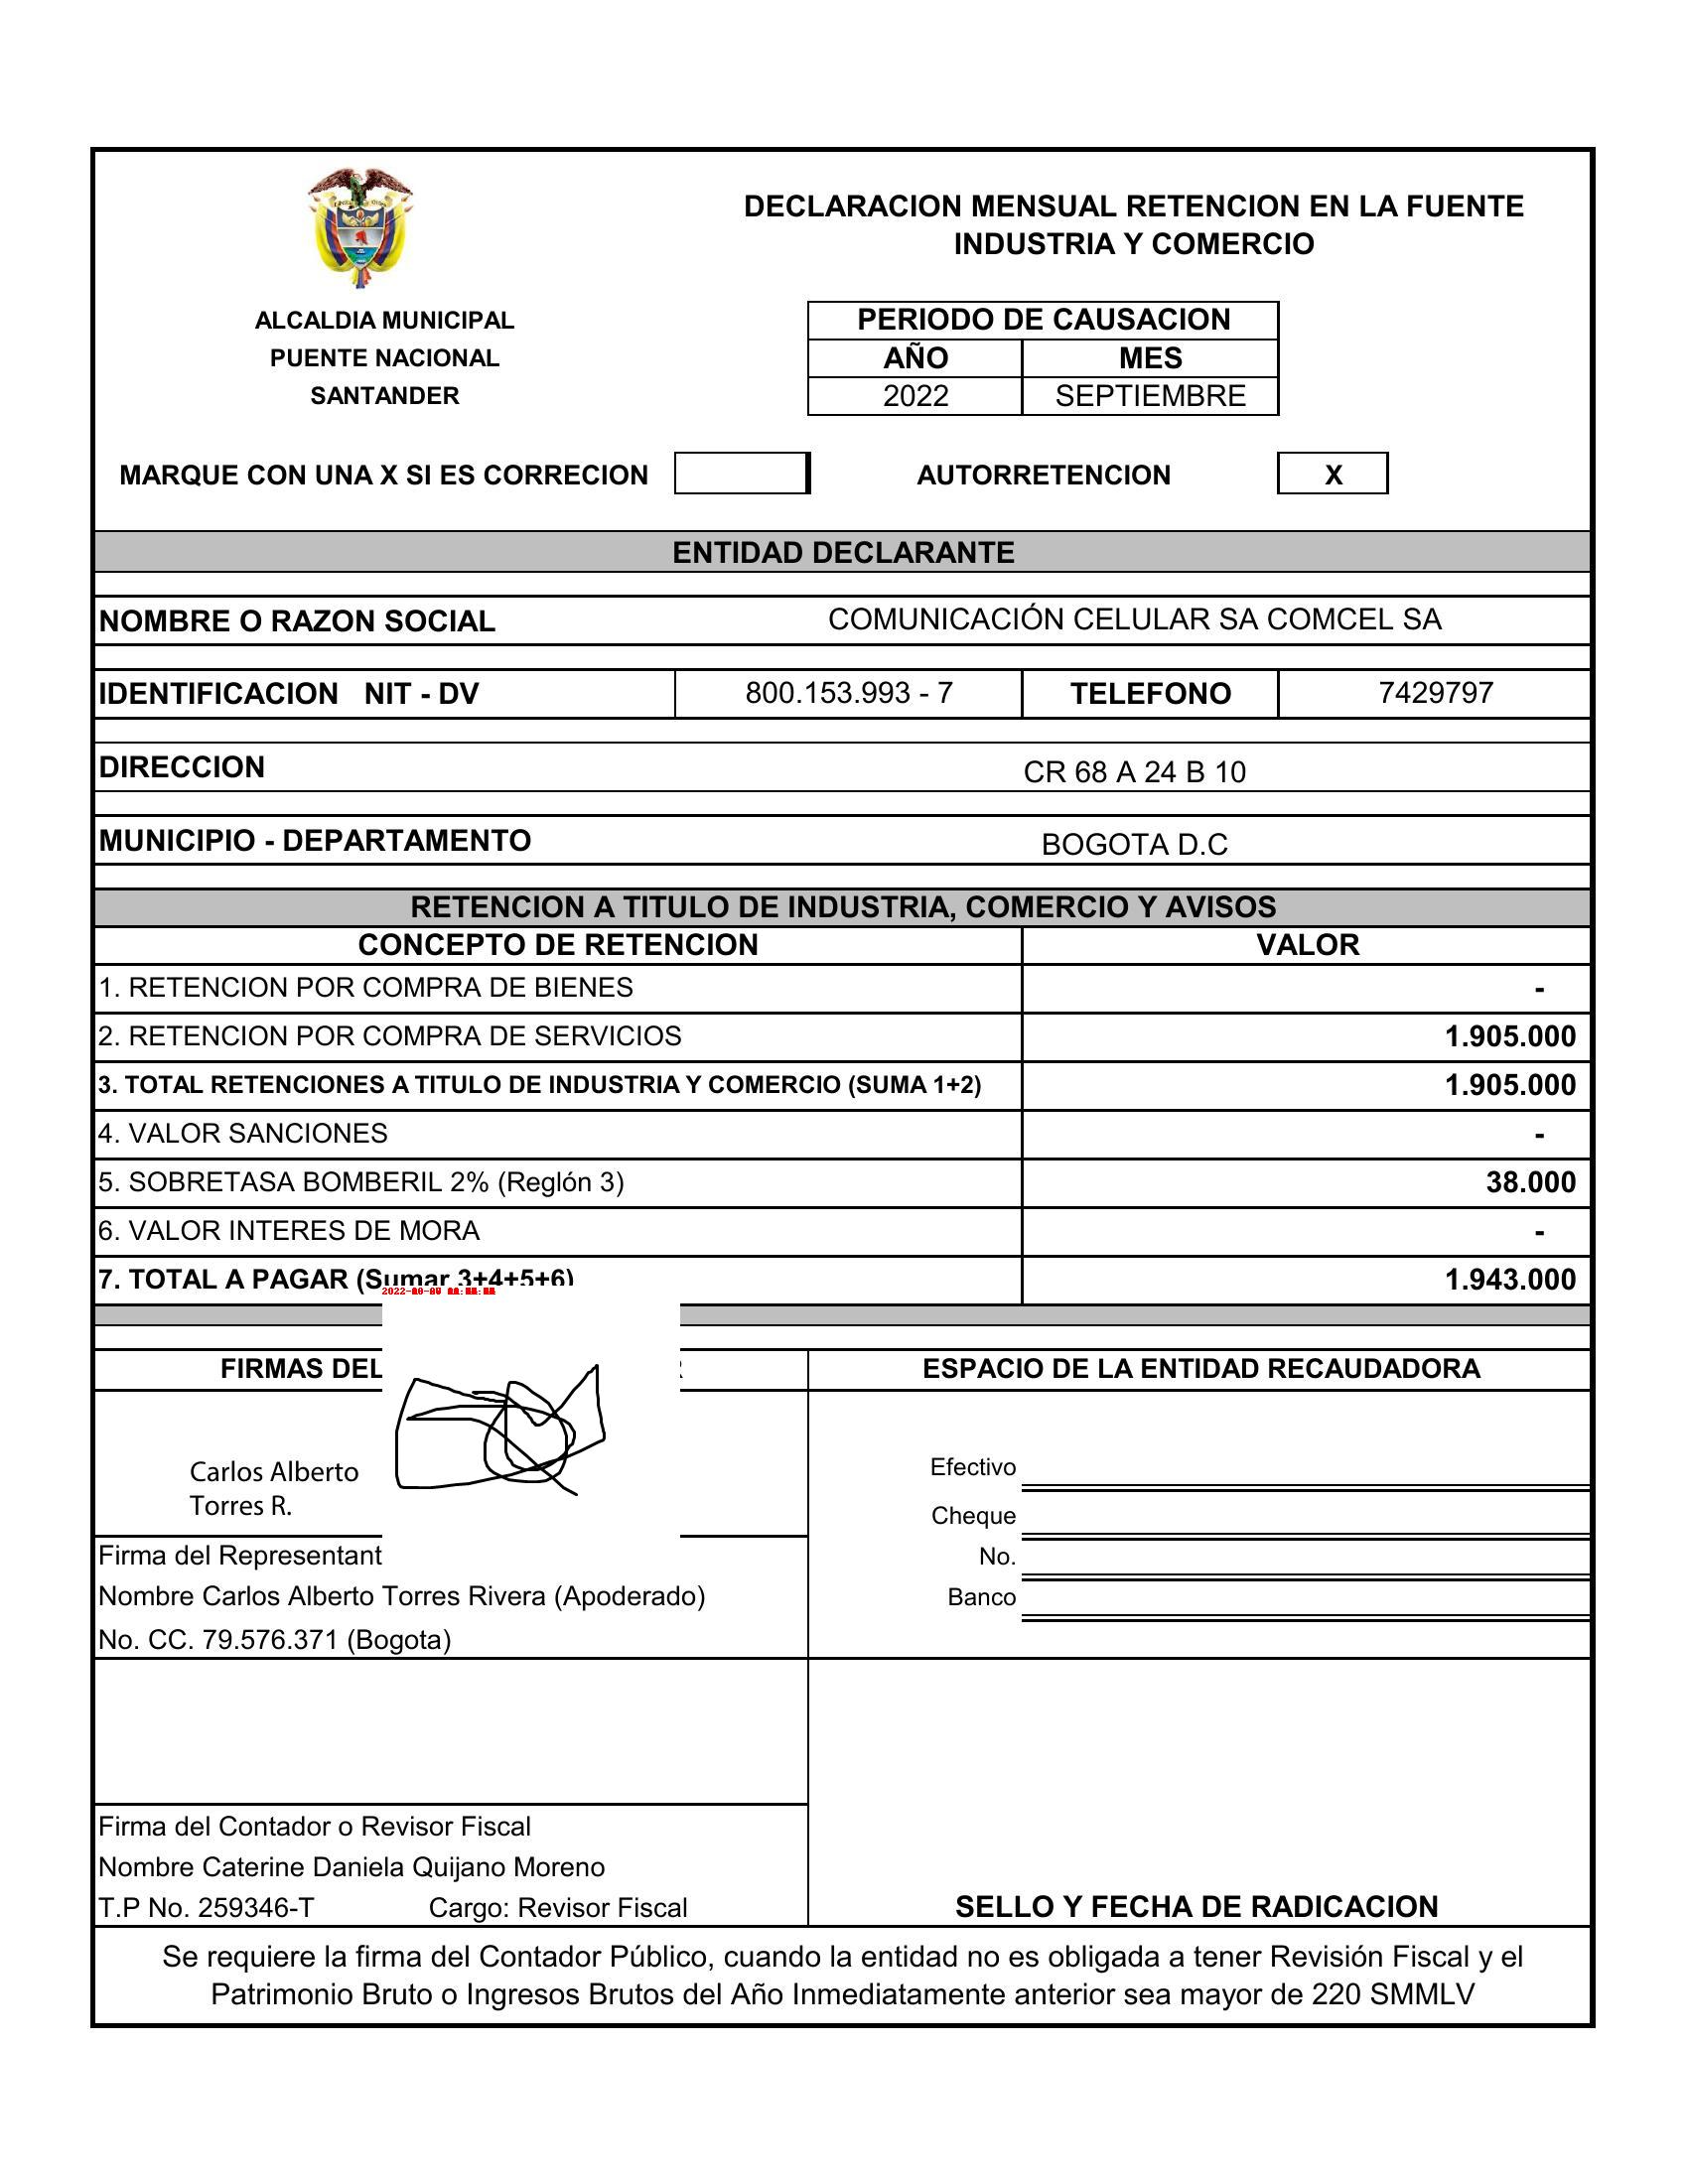 DECLARACION MENSUAL RETENCION EN LA FUENTE
INDUSTRIA Y COMERCIO
ALCALDIA MUNICIPAL
PUENTE NACIONAL
SANTANDER
PERIODO DE CAUSACION
AÑO MES
2022 SEPTIEMBRE
MARQUE CON UNA X SI ES CORRECION AUTORRETENCION X
ENTIDAD DECLARANTE
NOMBRE O RAZON SOCIAL COMUNICACIÓN CELULAR SA COMCEL SA
IDENTIFICACION NIT - DV 800.153.993 - 7 TELEFONO 7429797
DIRECCION CR 68 A 24 B 10
MUNICIPIO - DEPARTAMENTO BOGOTA D.C
RETENCION A TITULO DE INDUSTRIA, COMERCIO Y AVISOS
CONCEPTO DE RETENCION VALOR
1. RETENCION POR COMPRA DE BIENES -
2. RETENCION POR COMPRA DE SERVICIOS 1.905.000
3. TOTAL RETENCIONES A TITULO DE INDUSTRIA Y COMERCIO (SUMA 1+2) 1.905.000
4. VALOR SANCIONES -
5. SOBRETASA BOMBERIL 2% (Reglón 3) 38.000
6. VALOR INTERES DE MORA -
7. TOTAL A PAGAR (Sumar 3+4+5+6) 1.943.000
FIRMAS DEL ESPACIO DE LA ENTIDAD RECAUDADORA
Carlos Alberto
Torres R.
Efectivo
Cheque
No.
Banco
Firma del Representant
Nombre Carlos Alberto Torres Rivera (Apoderado)
No. CC. 79.576.371 (Bogota)
Firma del Contador o Revisor Fiscal
Nombre Caterine Daniela Quijano Moreno
T.P No. 259346-T Cargo: Revisor Fiscal
SELLO Y FECHA DE RADICACION
Se requiere la firma del Contador Público, cuando la entidad no es obligada a tener Revisión Fiscal y el
Patrimonio Bruto o Ingresos Brutos del Año Inmediatamente anterior sea mayor de 220 SMMLV